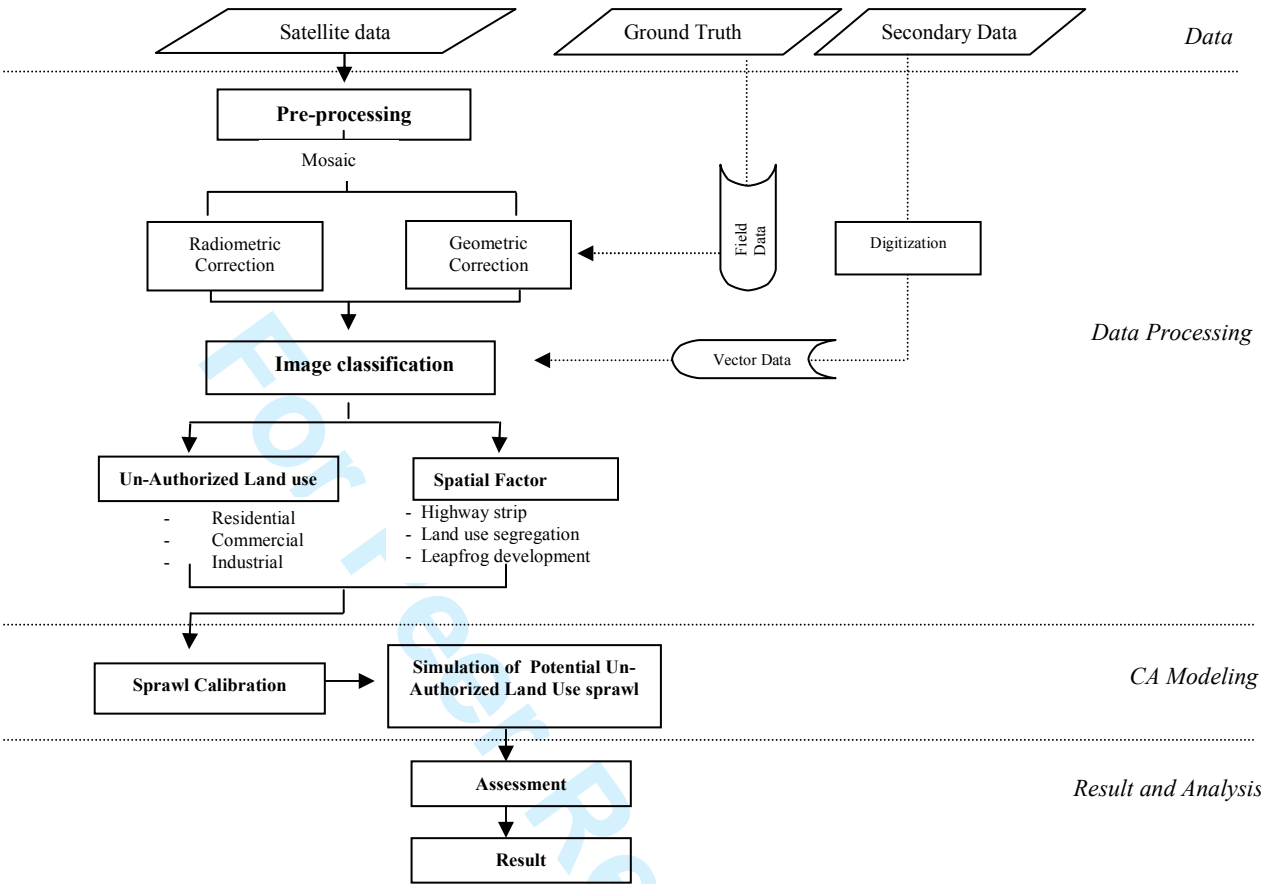 Satellite data
Ground Truth
Secondary Data
Data
Pre-processing
Mosaic
Radiometric
Correction
Geometric
Correction
Field
Data
Digitization
Data Processing
Image classification
Vector Data
Un-Authorized Land use
- Residential
- Commercial
- Industrial
Spatial Factor
- Highway strip
- Land use segregation
- Leapfrog development
Sprawl Calibration
Simulation of Potential Un-
Authorized Land Use sprawl
CA Modeling
Assessment
Result and Analysis
Result